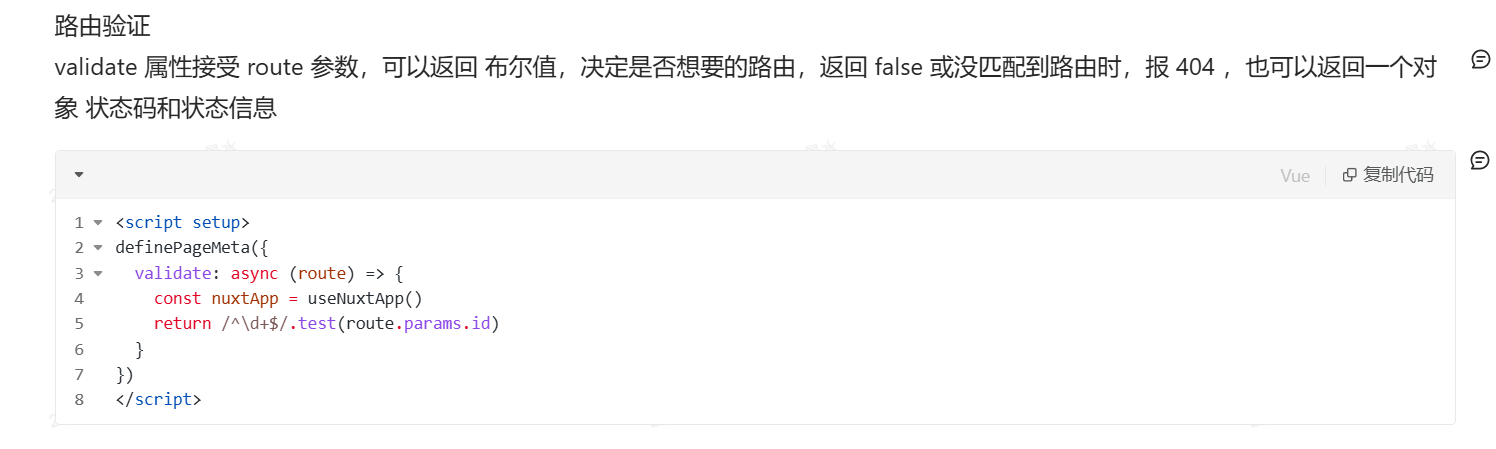 路由验证
validate 属性接受 route 参数，可以返回 布尔值，决定是否想要的路由，返回 false 或没匹配到路由时，报 404 ，也可以返回一个对
象 状态码和状态信息
Vue 复制代码
1 <script setup>
2 definePageMeta({
3   validate: async (route) => {
4     const nuxtApp = useNuxtApp()
5     return /^\d+$/.test(route.params.id)
6   }
7 })
8 </script>